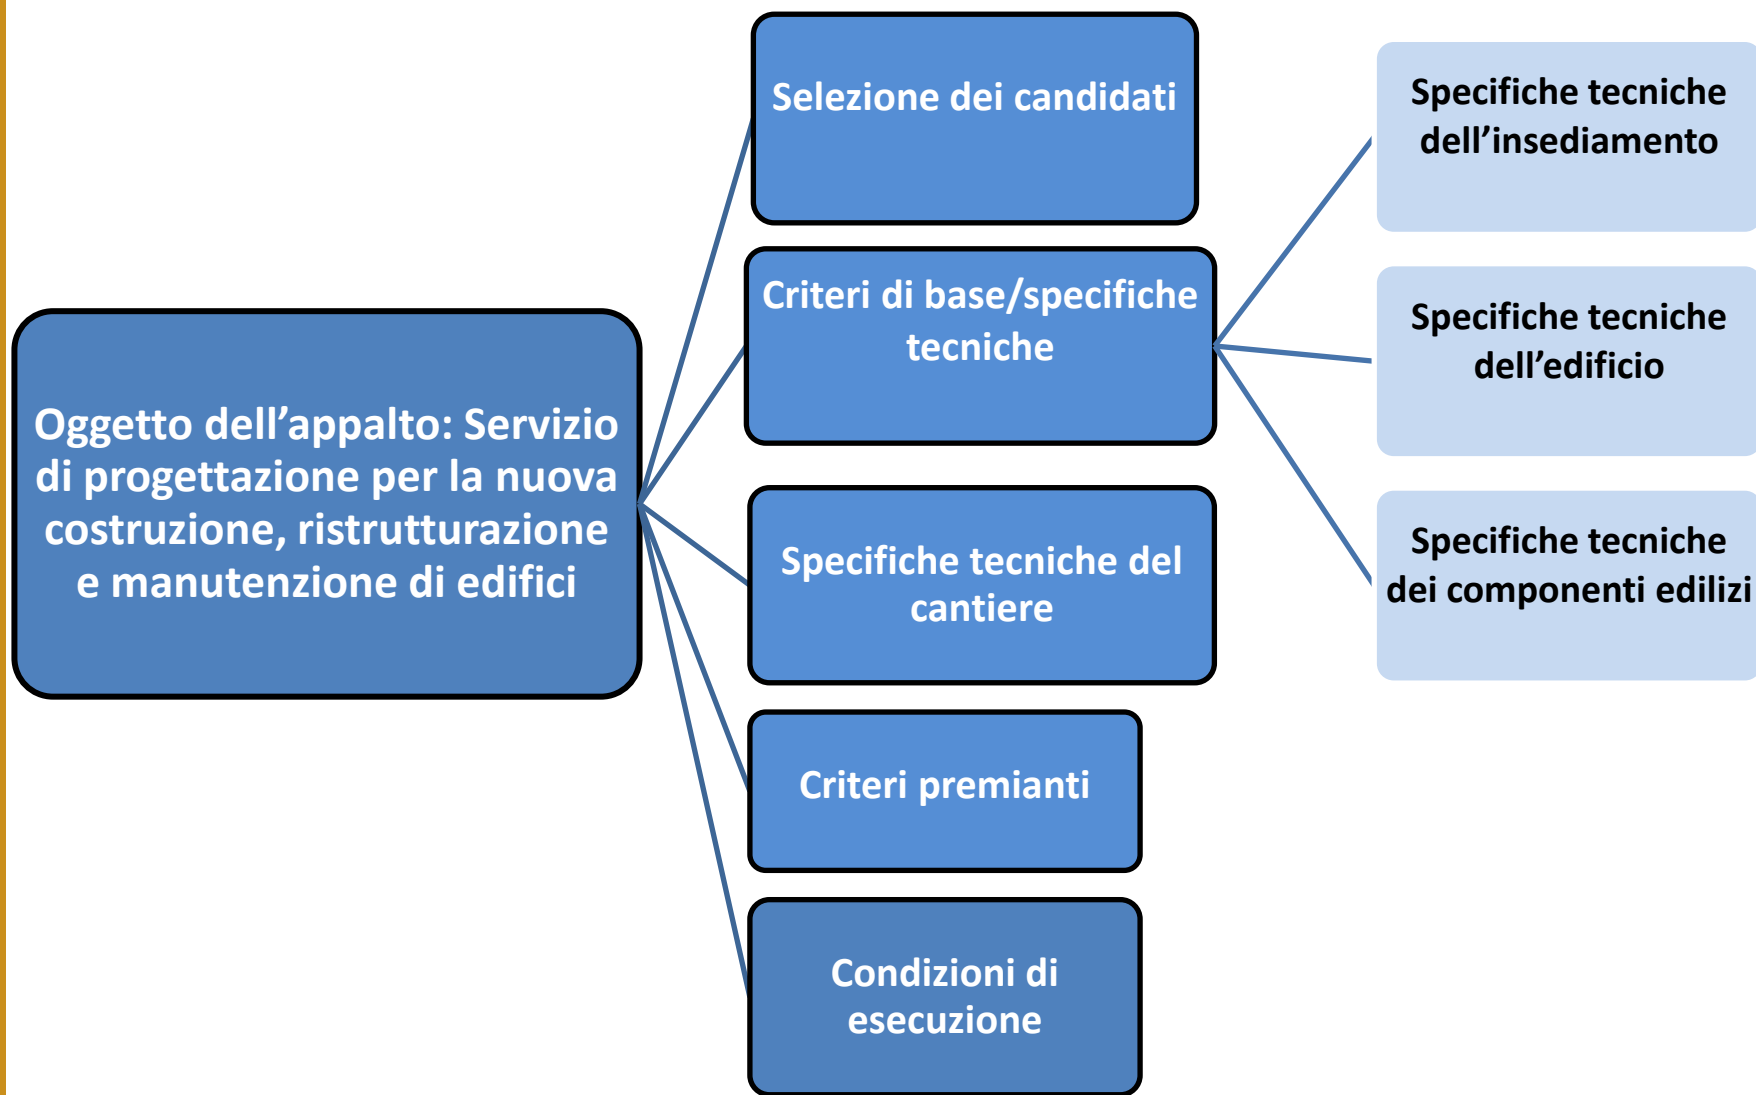 Oggetto dell’appalto: Servizio
di progettazione per la nuova
costruzione, ristrutturazione
e manutenzione di edifici
Selezione dei candidati
Criteri di base/specifiche
tecniche
Specifiche tecniche del
cantiere
Criteri premianti
Condizioni di
esecuzione
Specifiche tecniche
dell’insediamento
Specifiche tecniche
dell’edificio
Specifiche tecniche
dei componenti edilizi